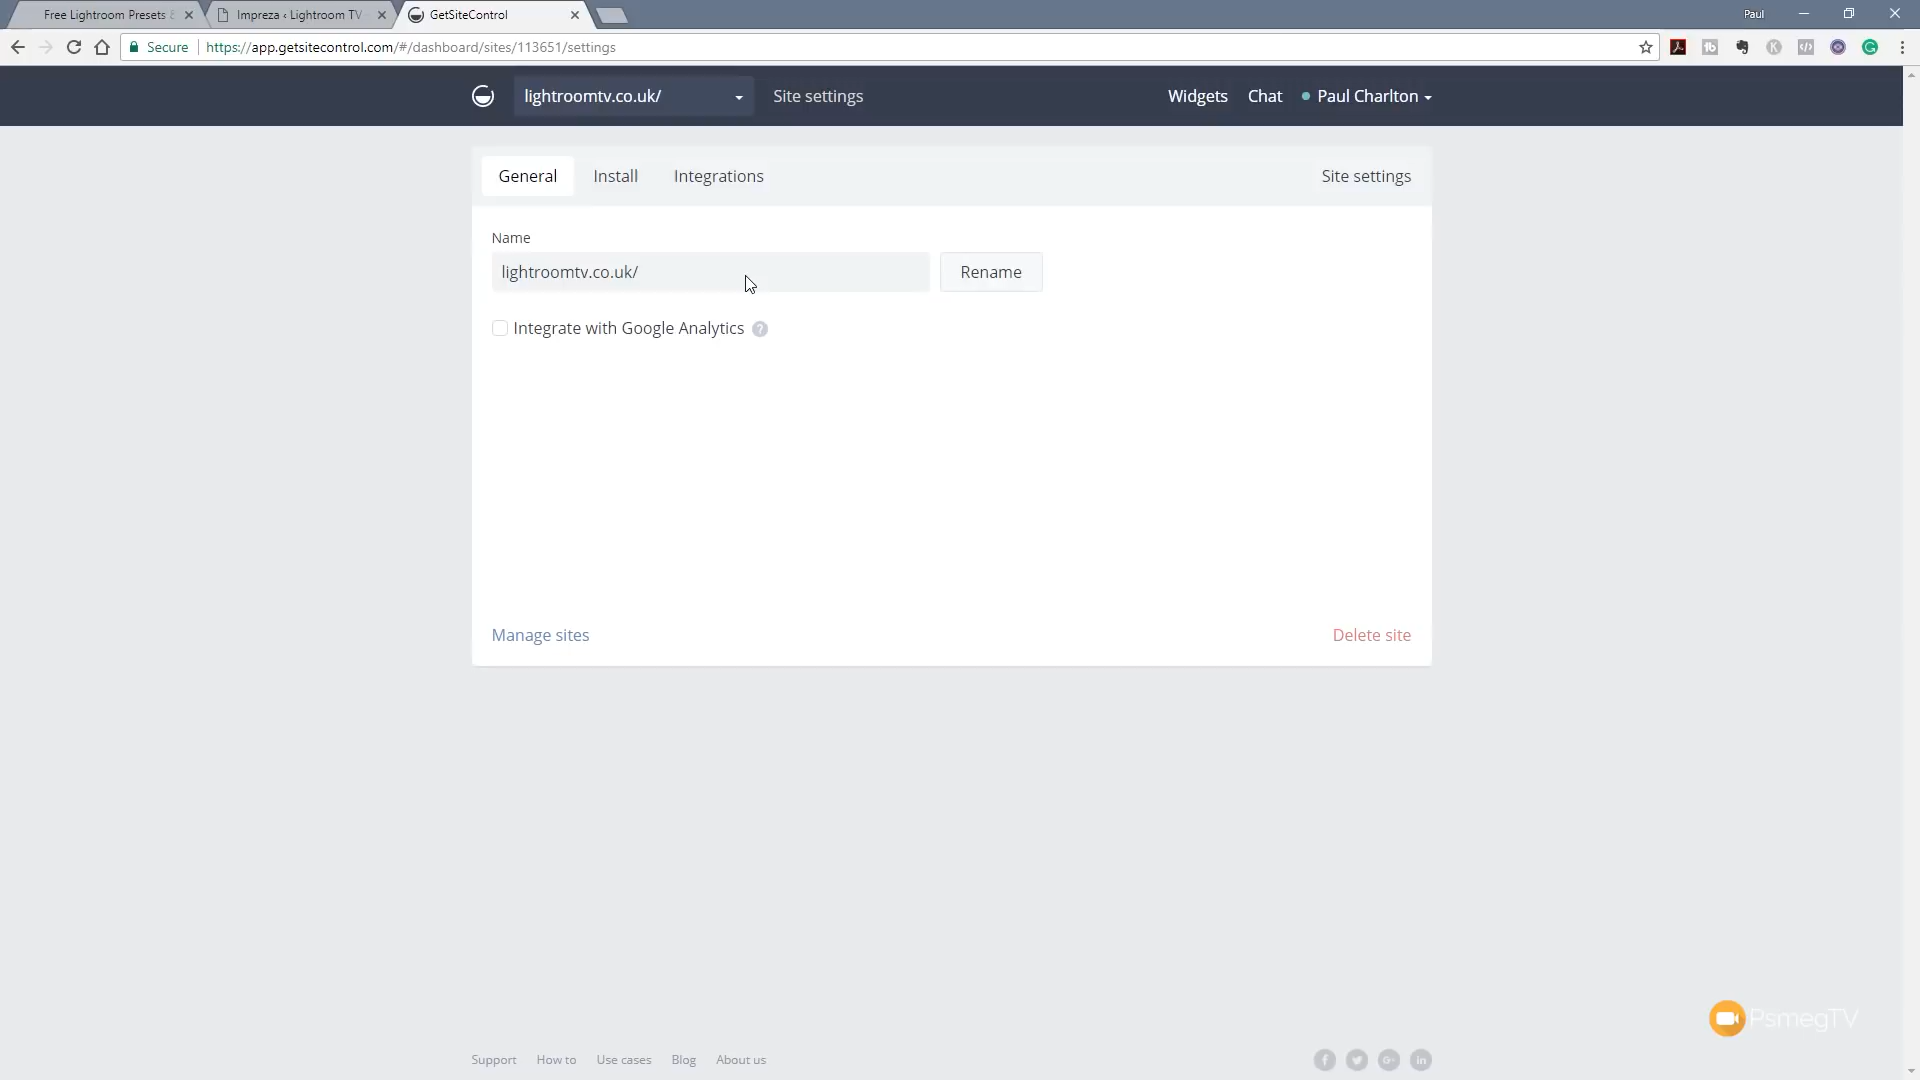 Free Lightroom Presets &
Impreza ‹ Lightroom TV
GetSiteControl
Paul
Secure
https://app.getsitecontrol.com/#/dashboard/sites/113651/settings
lightroomtv.co.uk/
Site settings
Widgets
Chat
Paul Charlton
General
Install
Integrations
Site settings
Name
lightroomtv.co.uk/
Rename
Integrate with Google Analytics ?
Manage sites
Delete site
PsmegTV
Support
How to
Use cases
Blog
About us